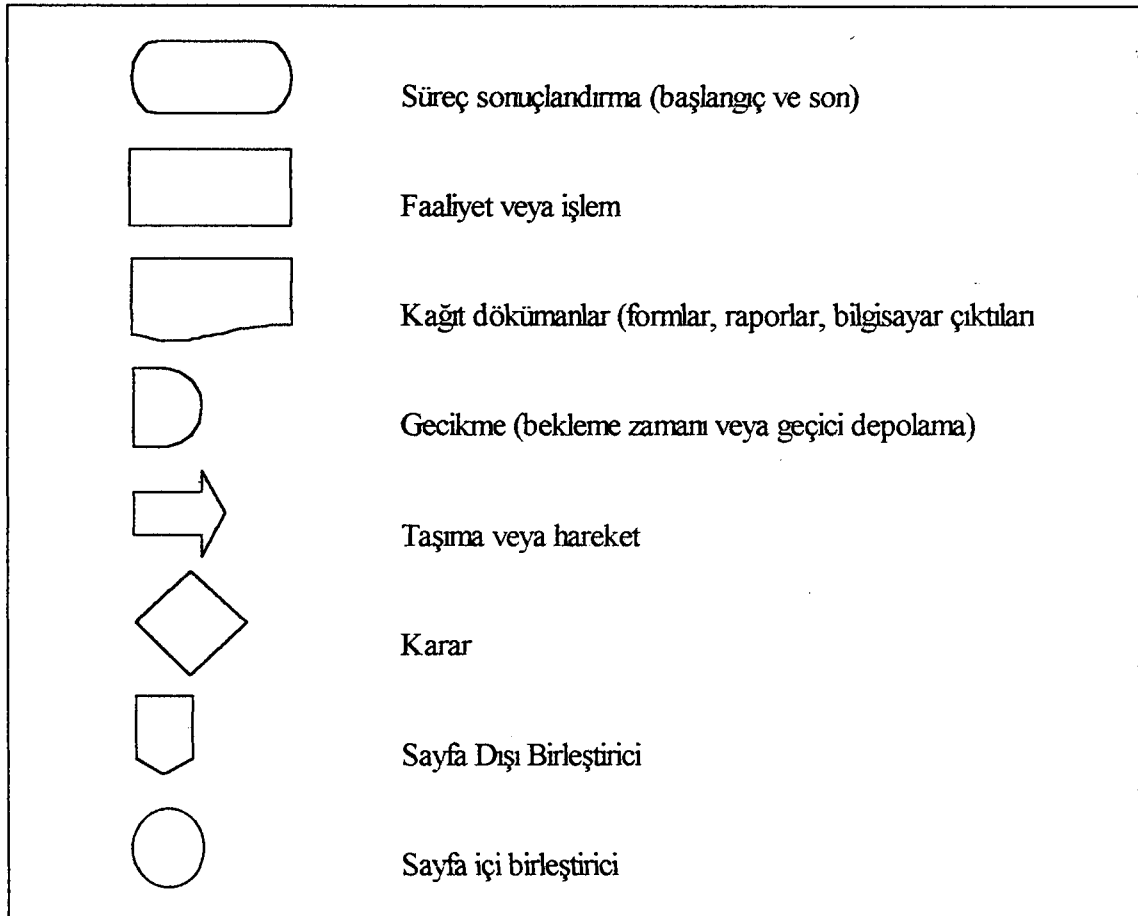 Süreç sonuçlandırma (başlangıç ve son)
Faaliyet veya işlem
Kağıt dökümanlar (formlar, raporlar, bilgisayar çıktıları
Gecikme (bekleme zamanı veya geçici depolama)
Taşıma veya hareket
Karar
Sayfa Dışı Birleştirici
Sayfa içi birleştirici